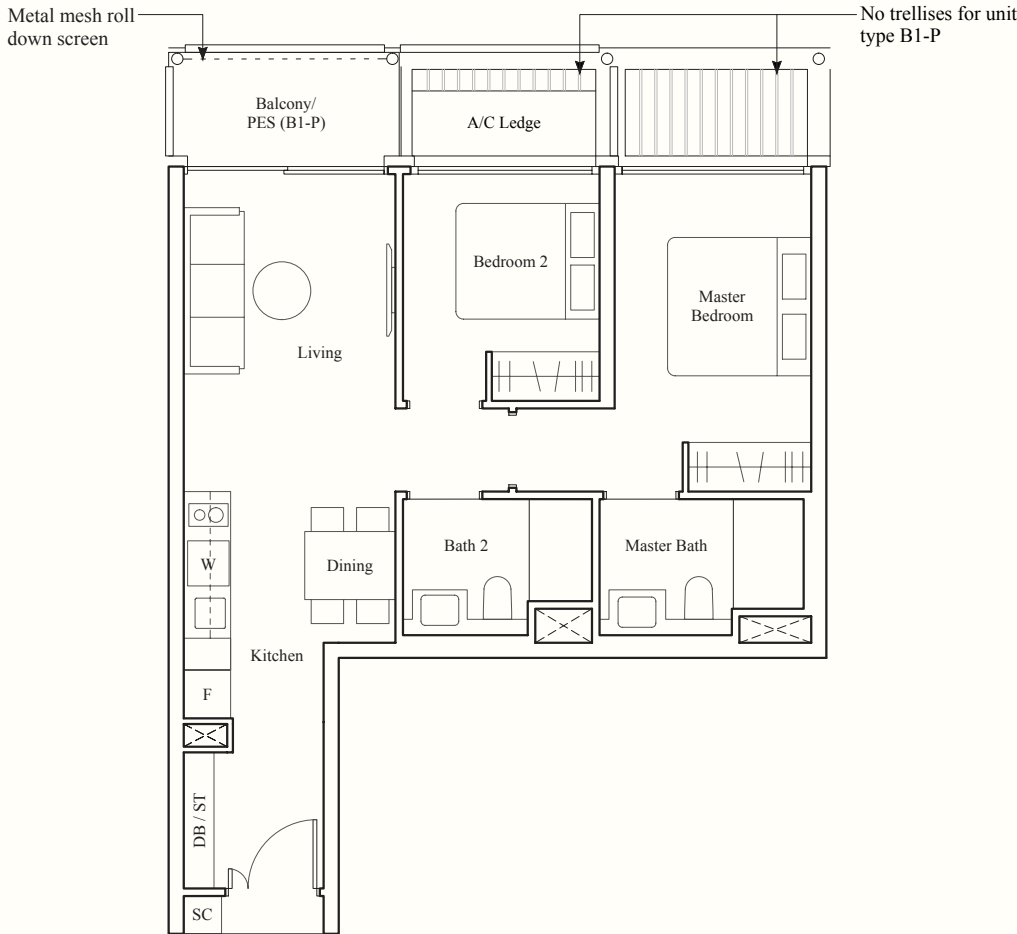 Metal mesh roll
down screen
No trellises for unit
type B1-P
Balcony/
PES (B1-P)
A/C Ledge
Bedroom 2
Master
Bedroom
Living
W
Dining
Bath 2
Master Bath
Kitchen
F
DB / ST
SC